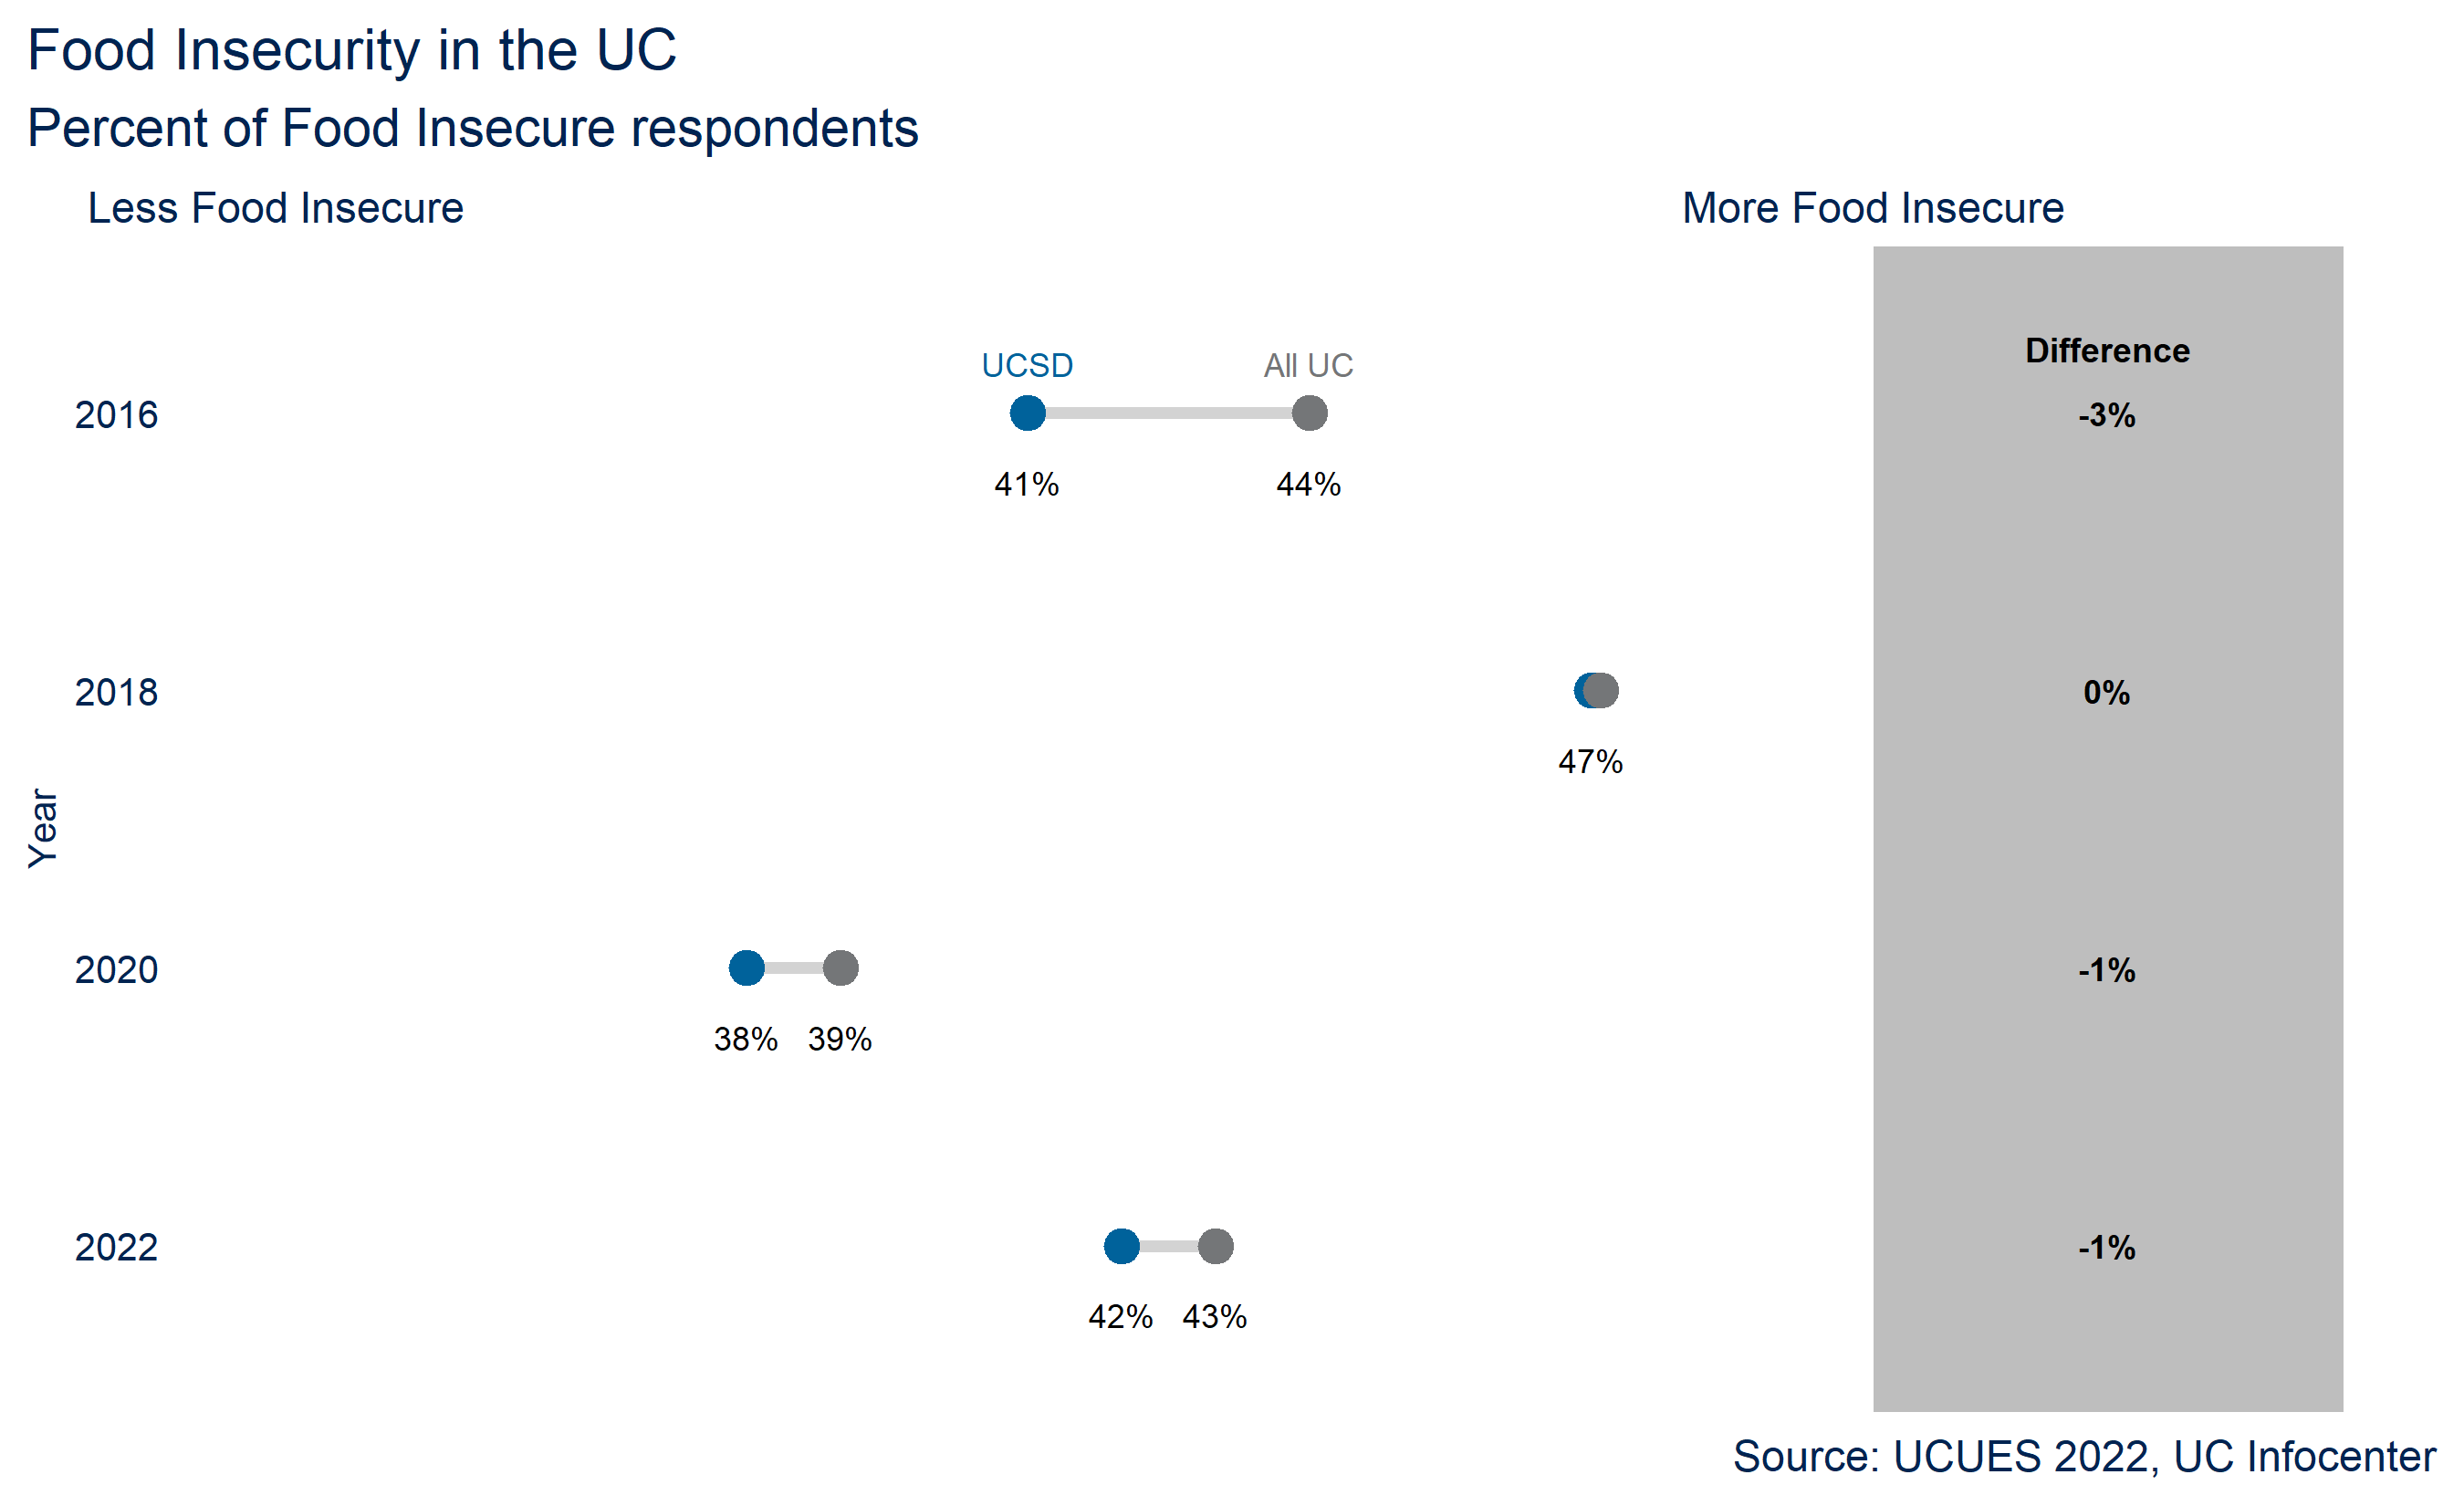 Food Insecurity in the UC
Percent of Food Insecure respondents
Less Food Insecure More Food Insecure
Difference
UCSD All UC
2016 -3%
41% 44%
2018 0%
47%
Year
2020 -1%
38% 39%
2022 -1%
42% 43%
Source: UCUES 2022, UC Infocenter